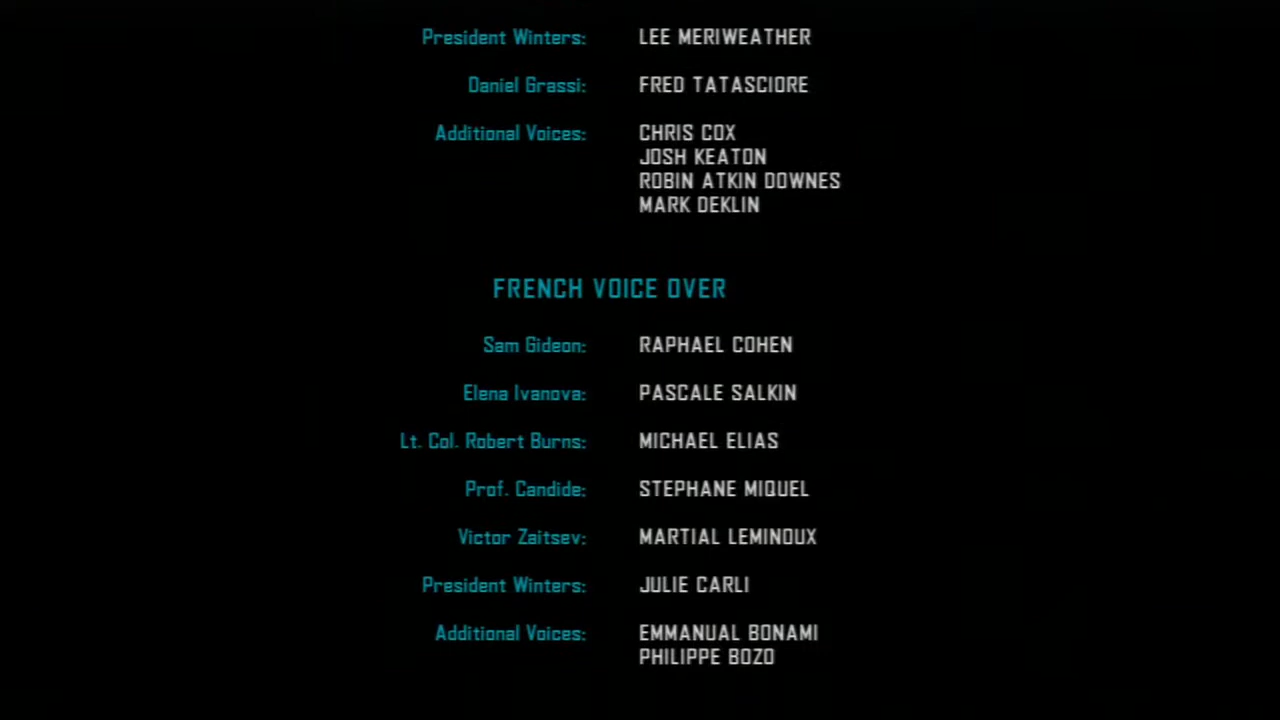 President Winters: LEE MERIWEATHER
Daniel Grassi: FRED TATASCIORE
Additional Voices: CHRIS COX
JOSH KEATON
ROBIN ATKIN DOWNES
MARK DEKLIN
FRENCH VOICE OVER
Sam Gideon: RAPHAEL COHEN
Elena Ivanova: PASCALE SALKIN
Lt. Col. Robert Burns: MICHAEL ELIAS
Prof. Candide: STEPHANE MIQUEL
Victor Zaitsev: MARTIAL LEMINOUX
President Winters: JULIE CARLI
Additional Voices: EMMANUAL BONAMI
PHILIPPE BOZO